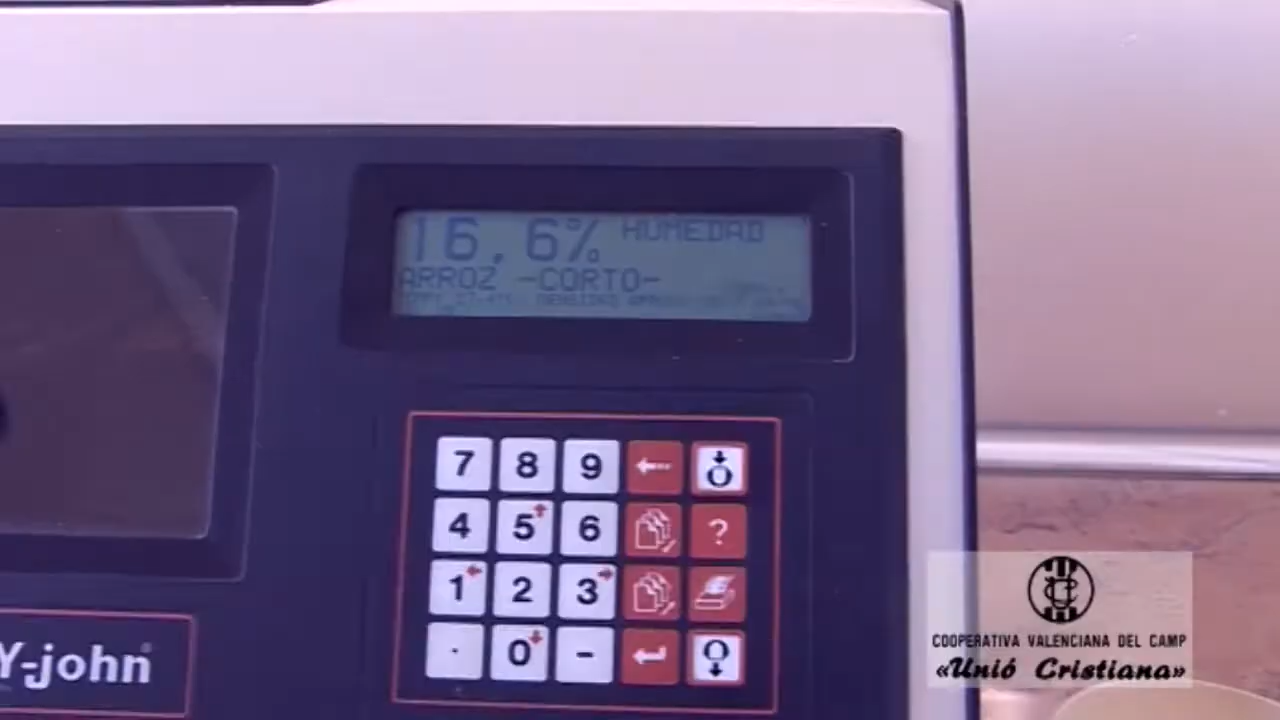 16,6% HUMEDAD
ARROZ -CORTO-
7 8 9
4 5 6 ?
1 2 3
. 0 -
Y-john
COOPERATIVA VALENCIANA DEL CAMP
«Unió Cristiana»